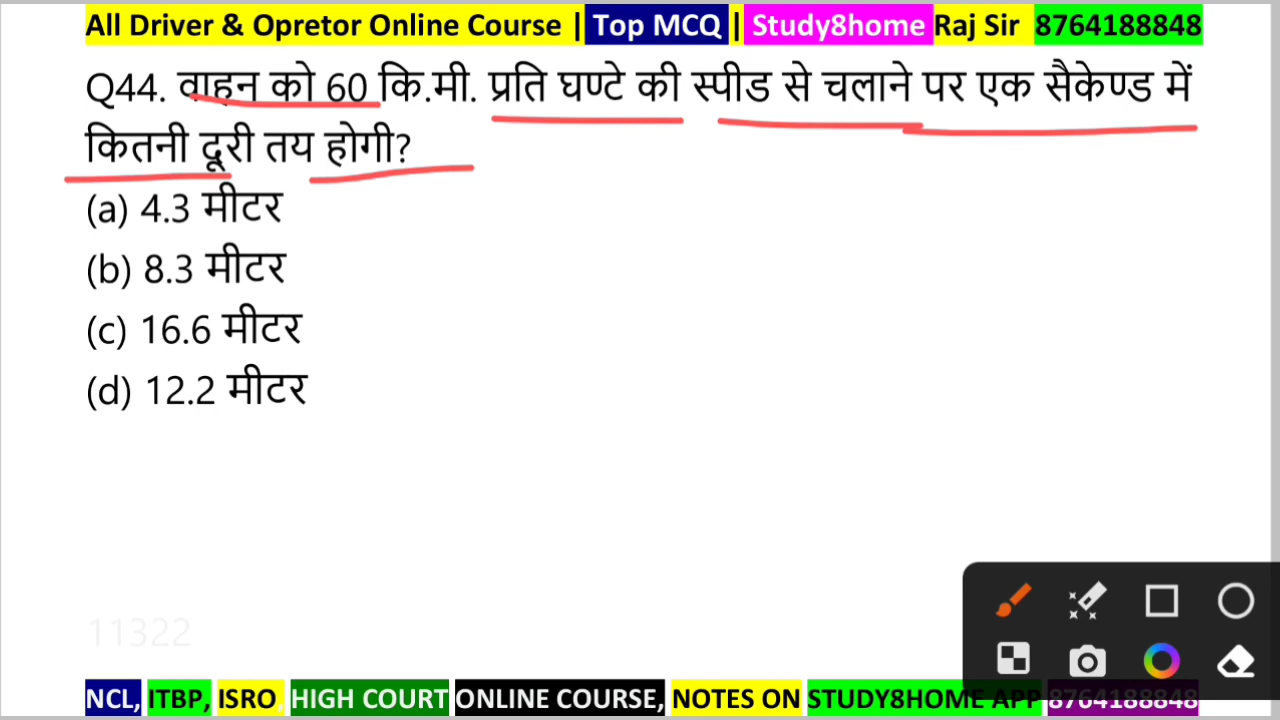 All Driver & Opretor Online Course | Top MCQ | Study8home Raj Sir 8764188848
Q44. वाहन को 60 कि.मी. प्रति घण्टे की स्पीड से चलाने पर एक सैकेण्ड में
कितनी दूरी तय होगी?
(a) 4.3 मीटर
(b) 8.3 मीटर
(c) 16.6 मीटर
(d) 12.2 मीटर
11322
NCL, ITBP, ISRO, HIGH COURT ONLINE COURSE, NOTES ON STUDY8HOME APP 8764188848